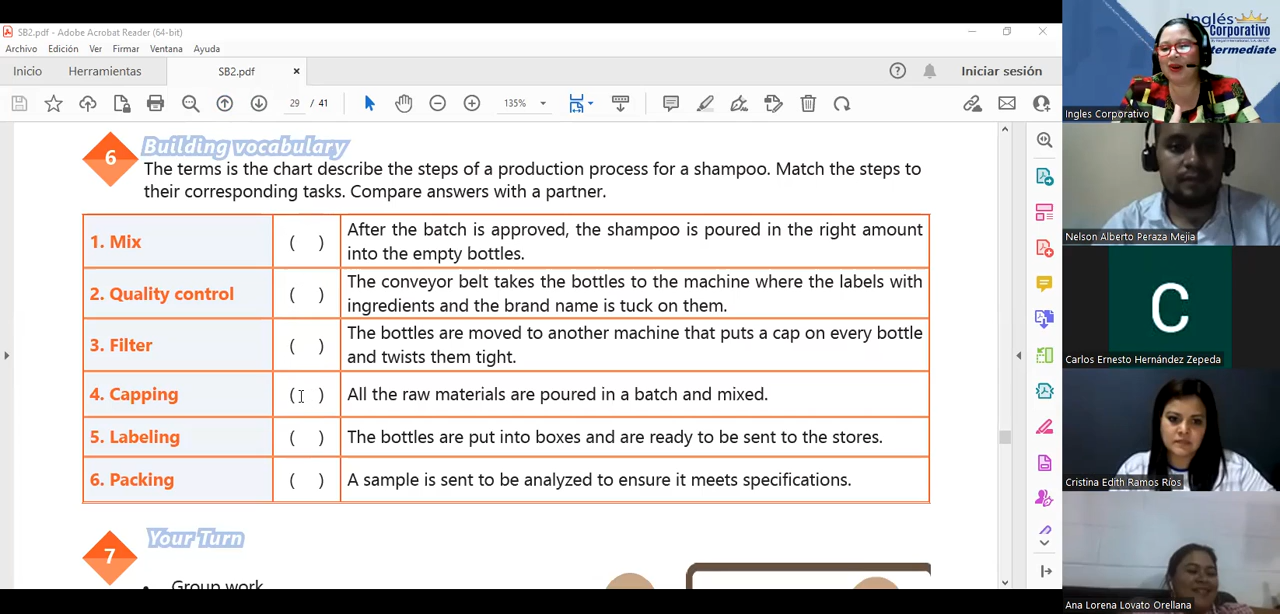 SB2.pdf - Adobe Acrobat Reader (64-bit)
Archivo Edición Ver Firmar Ventana Ayuda
Inicio Herramientas SB2.pdf × Iniciar sesión
29 / 41 135%
6 Building vocabulary
The terms is the chart describe the steps of a production process for a shampoo. Match the steps to
their corresponding tasks. Compare answers with a partner.
1. Mix ( ) After the batch is approved, the shampoo is poured in the right amount
into the empty bottles.
2. Quality control ( ) The conveyor belt takes the bottles to the machine where the labels with
ingredients and the brand name is tuck on them.
3. Filter ( ) The bottles are moved to another machine that puts a cap on every bottle
and twists them tight.
4. Capping ( ) All the raw materials are poured in a batch and mixed.
5. Labeling ( ) The bottles are put into boxes and are ready to be sent to the stores.
6. Packing ( ) A sample is sent to be analyzed to ensure it meets specifications.
7 Your Turn
• Group work
Inglés
Corporativo
termediate
Ingles Corporativo
Nelson Alberto Peraza Mejia
C
Carlos Ernesto Hernández Zepeda
Cristina Edith Ramos Ríos
Ana Lorena Lovato Orellana